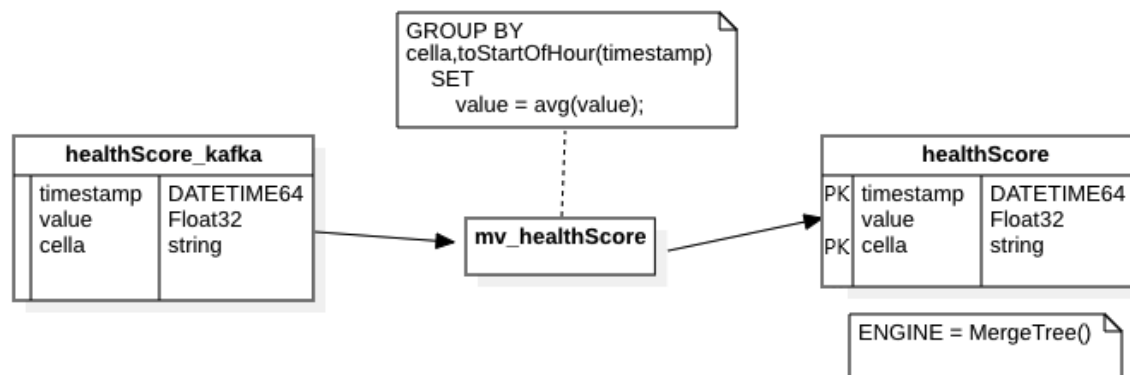 GROUP BY
cella,toStartOfHour(timestamp)
SET
value = avg(value);
healthScore_kafka
timestamp DATETIME64
value Float32
cella string
mv_healthScore
healthScore
PK timestamp DATETIME64
value Float32
PK cella string
ENGINE = MergeTree()